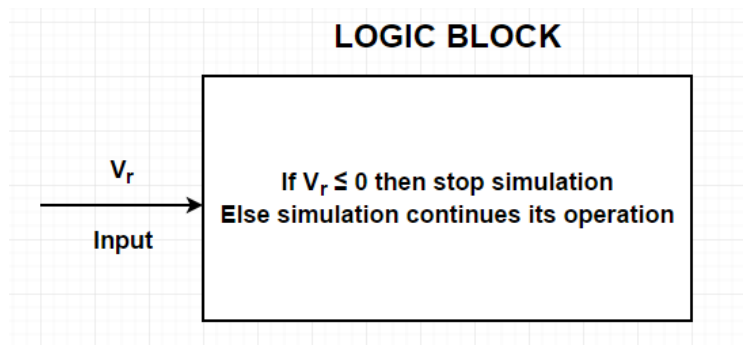 LOGIC BLOCK
Vr
Input
If Vr ≤ 0 then stop simulation
Else simulation continues its operation